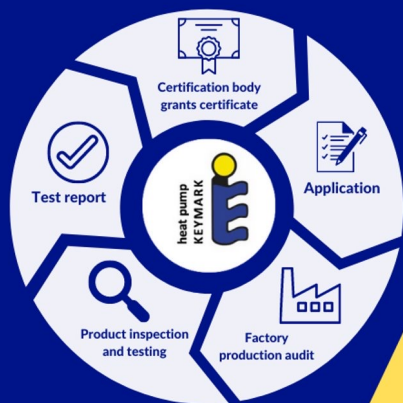 Certification body
grants certificate
Application
Factory
production audit
Product inspection
and testing
Test report
heat pump
KEYMARK